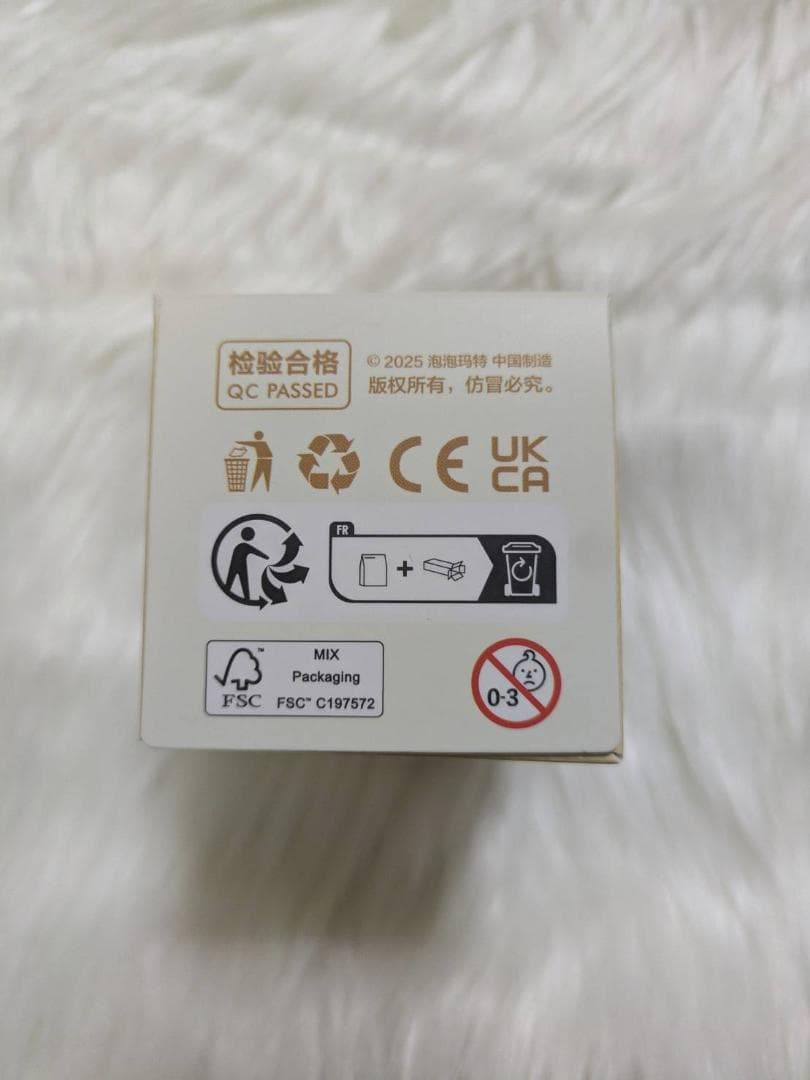 检验合格
QC PASSED
© 2025 泡泡玛特 中国制造
版权所有，仿冒必究。
CE
UK
CA
FR
+
FSC™
MIX
Packaging
FSC™ C197572
0-3